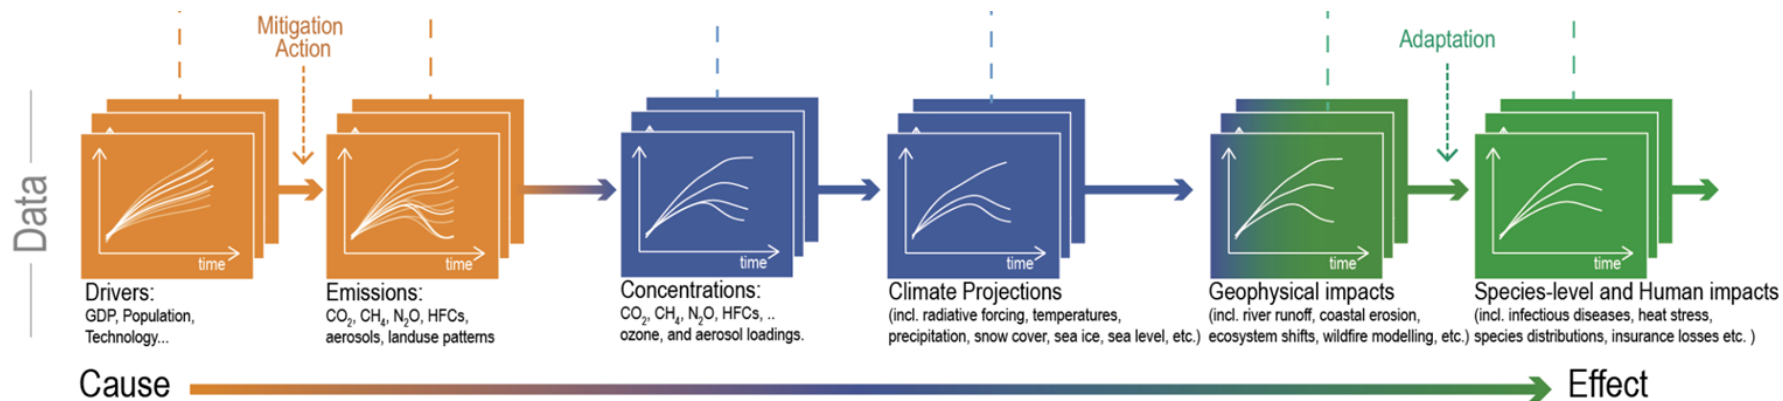 Mitigation
Action
Adaptation
Data
time
time
time
time
time
time
Drivers:
GDP, Population,
Technology...
Emissions:
CO₂, CH₄, N₂O, HFCs,
aerosols, landuse patterns
Concentrations:
CO₂, CH₄, N₂O, HFCs, ..
ozone, and aerosol loadings.
Climate Projections
(incl. radiative forcing, temperatures,
precipitation, snow cover, sea ice, sea level, etc.)
Geophysical impacts
(incl. river runoff, coastal erosion,
ecosystem shifts, wildfire modelling, etc.)
Species-level and Human impacts
(incl. infectious diseases, heat stress,
species distributions, insurance losses etc. )
Cause
Effect